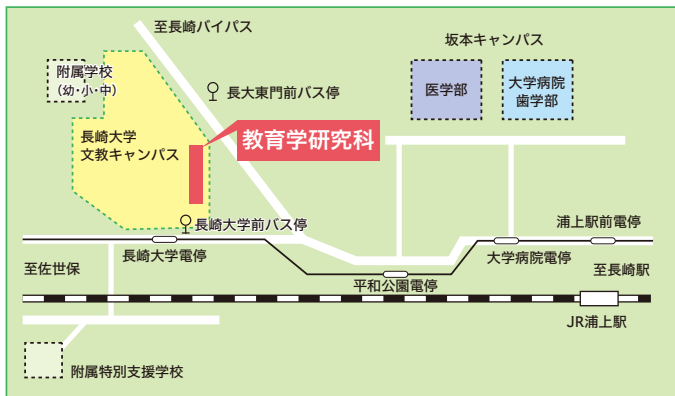 至長崎バイパス
坂本キャンパス
附属学校
(幼・小・中)
長大東門前バス停
医学部
大学病院
歯学部
長崎大学
文教キャンパス
教育学研究科
長崎大学前バス停
浦上駅前電停
長崎大学電停
大学病院電停
至佐世保
至長崎駅
平和公園電停
JR浦上駅
附属特別支援学校